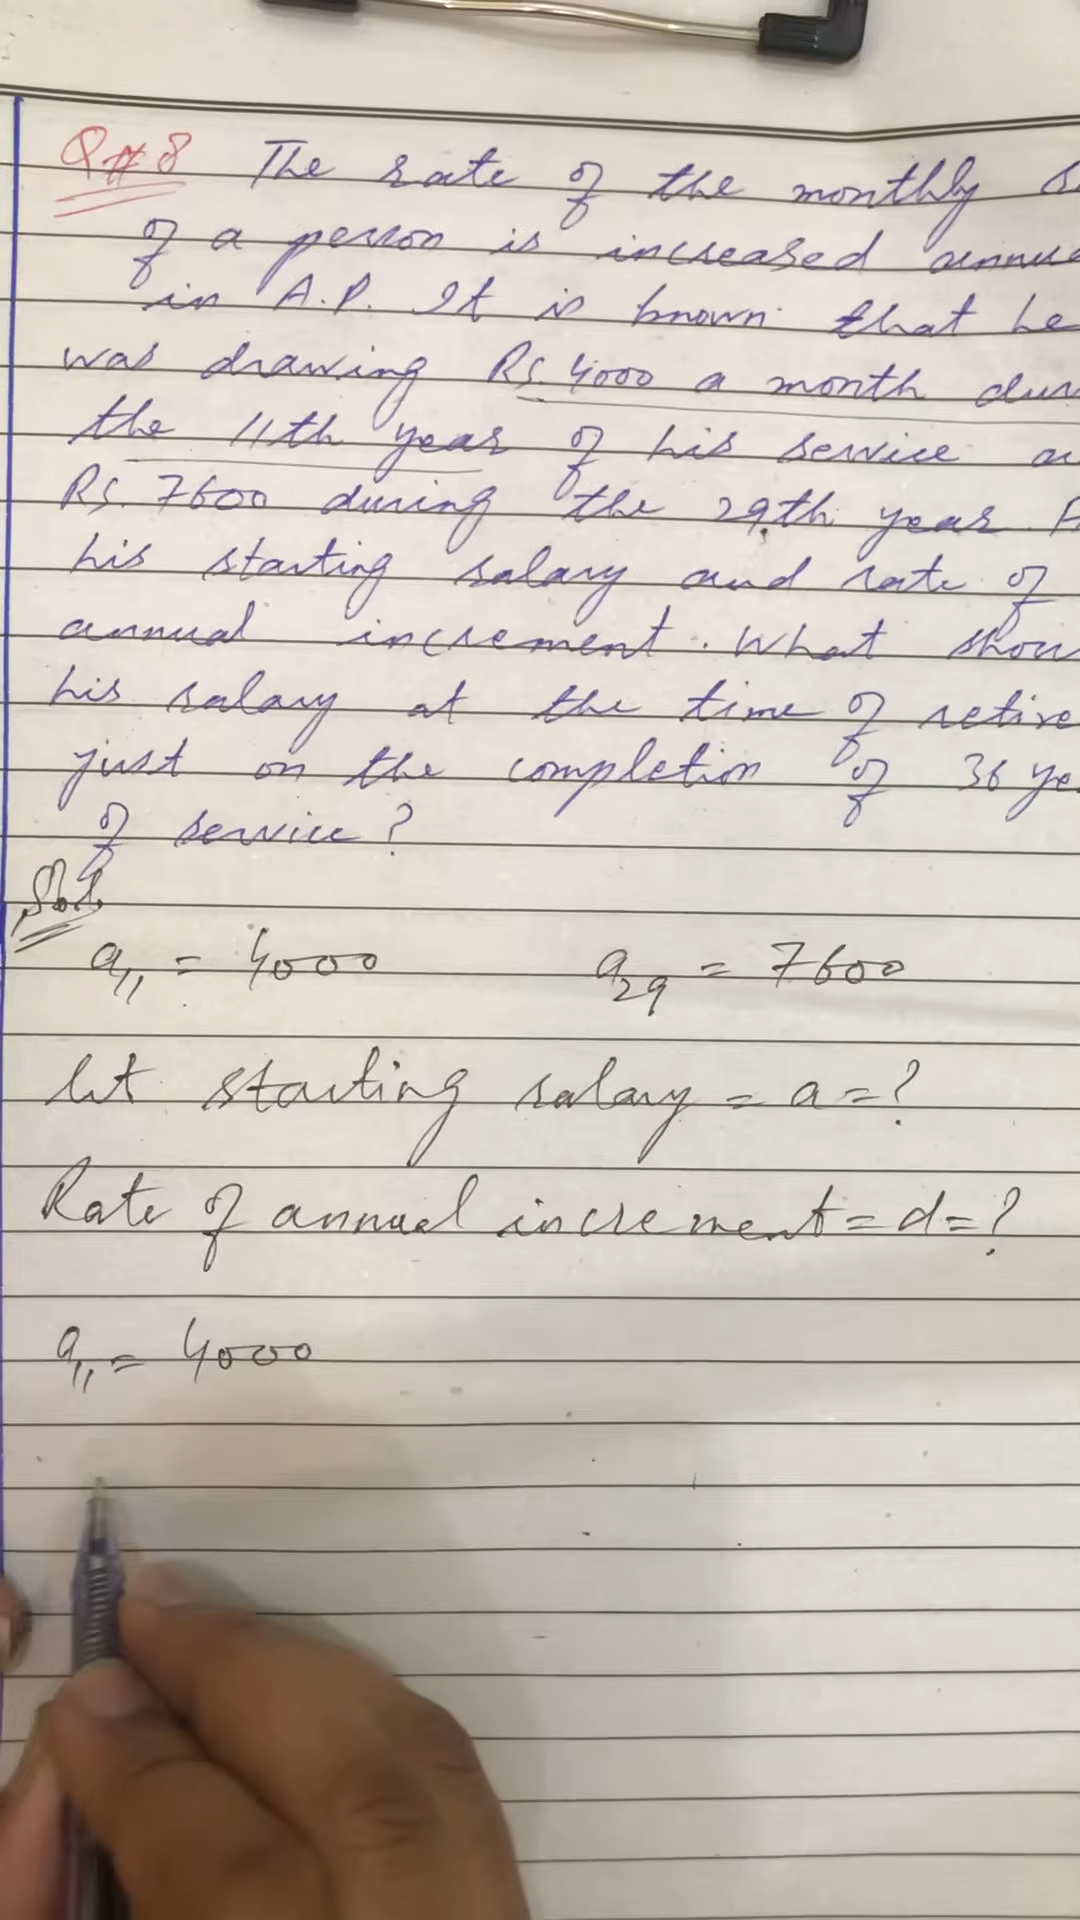 Q#8 The rate of the monthly
of a person is increased
in A.P. It is known that he
was drawing Rs. 4000 a month
the 11th year of his service
Rs. 7600 during the 29th year
his starting salary and rate of
annual increment. What
his salary at the time of
just on the completion of 36
of service?
Sol
a₁₁ = 4000 a₂₉ = 7600
let starting salary = a = ?
Rate of annual increment = d = ?
a₁₁ = 4000